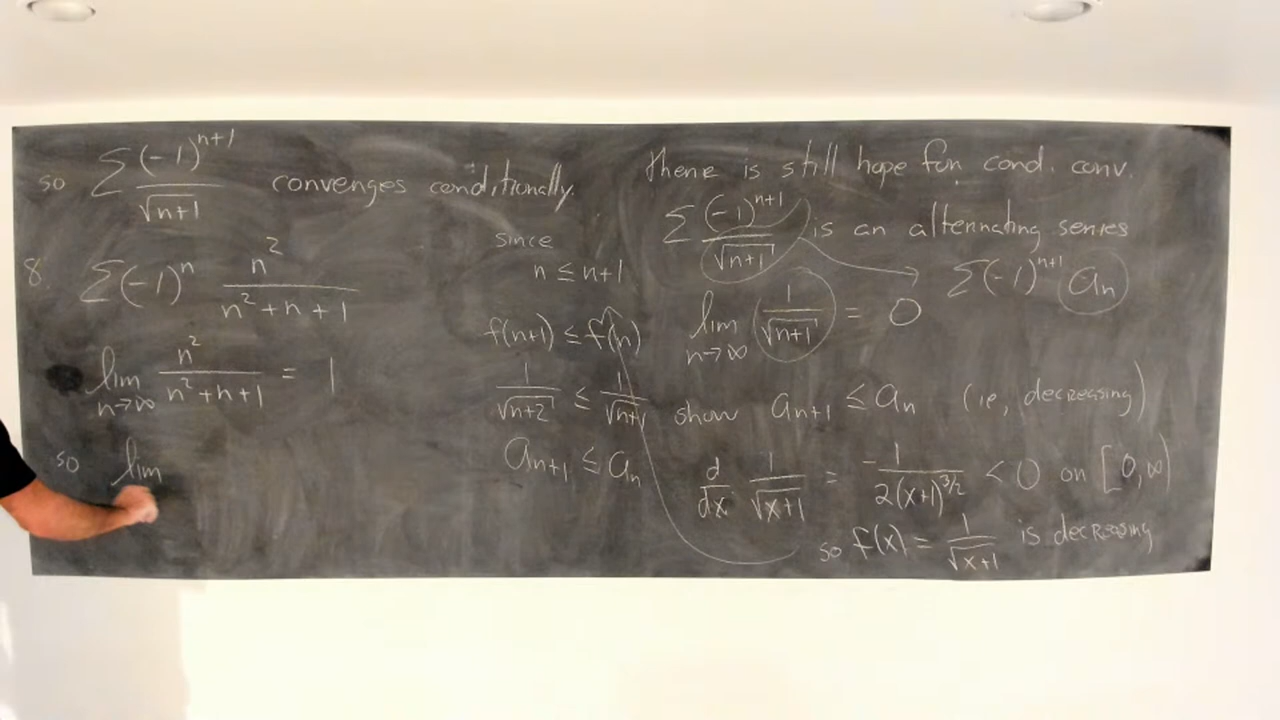 so Σ (-1)^{n+1} / √(n+1) converges conditionally.
8. Σ (-1)^n n^2 / (n^2+n+1)
lim n→∞ n^2 / (n^2+n+1) = 1
so lim
since
n ≤ n+1
f(n+1) ≤ f(n)
1/√(n+2) ≤ 1/√(n+1)
a_{n+1} ≤ a_n
there is still hope for cond. conv.
Σ (-1)^{n+1} / √(n+1) is an alternating series
Σ (-1)^{n+1} a_n
lim n→∞ 1/√(n+1) = 0
show a_{n+1} ≤ a_n (ie, decreasing)
d/dx 1/√(x+1) = -1 / 2(x+1)^{3/2} < 0 on [0,∞)
so f(x) = 1/√(x+1) is decreasing